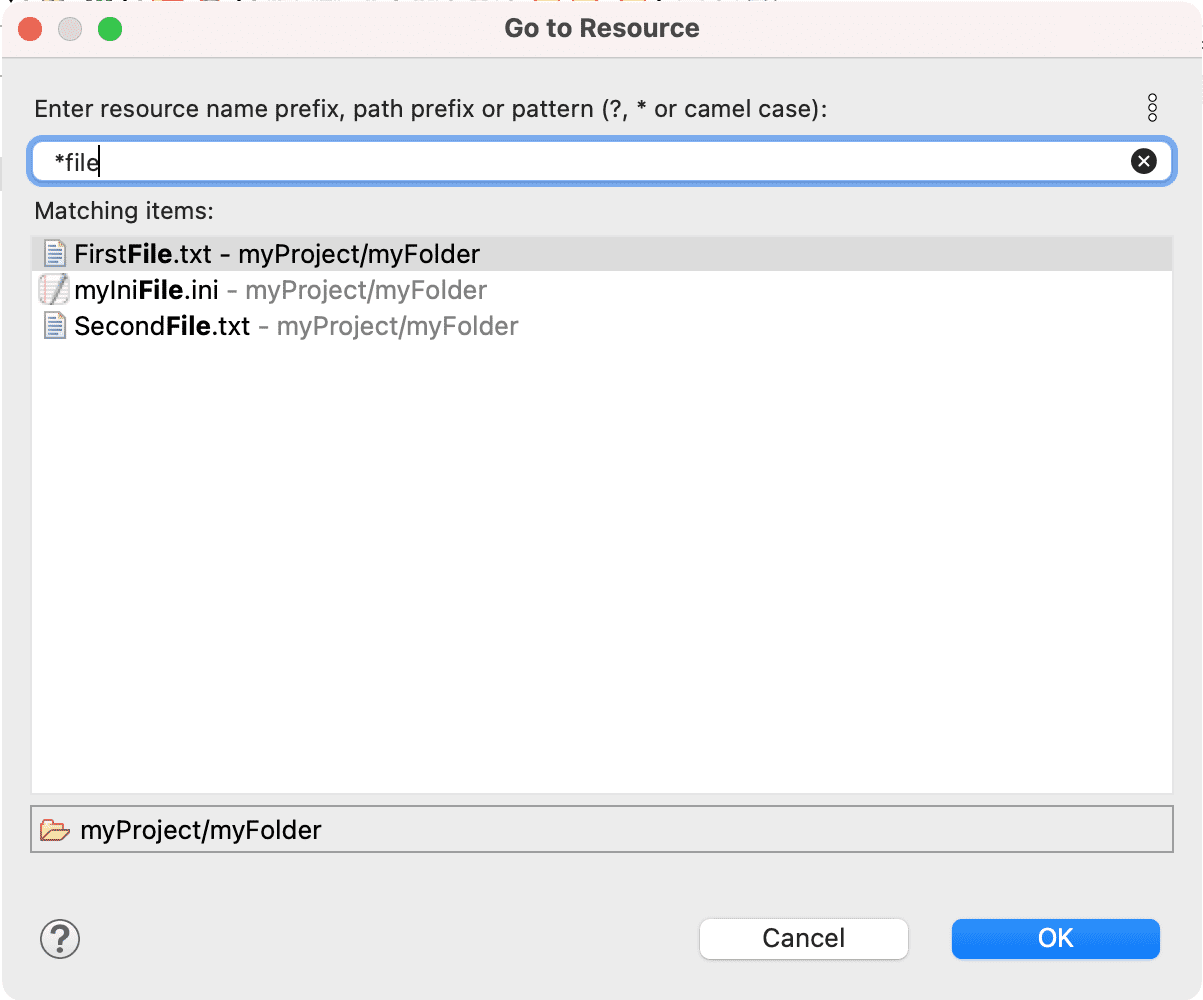 Go to Resource
Enter resource name prefix, path prefix or pattern (?, * or camel case):
*file
Matching items:
FirstFile.txt - myProject/myFolder
myIniFile.ini - myProject/myFolder
SecondFile.txt - myProject/myFolder
myProject/myFolder
? Cancel OK